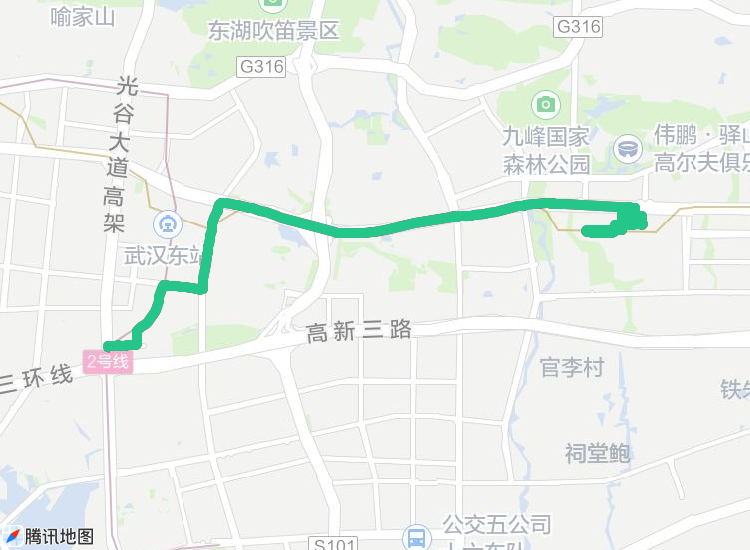 喻家山
东湖吹笛景区
G316
G316
光谷大道高架
九峰国家
森林公园
伟鹏·驿山
高尔夫俱乐
武汉东站
高新三路
2号线
三环线
官李村
祠堂鲍
公交五公司
S101
腾讯地图